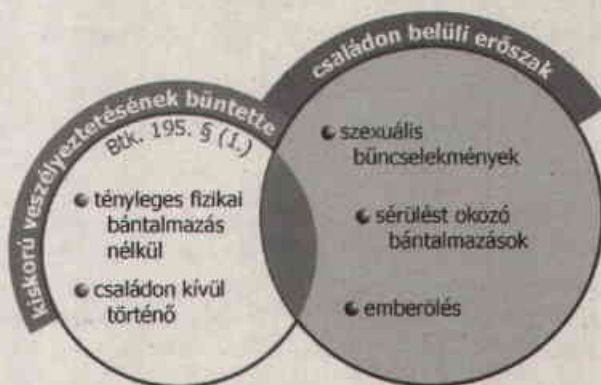 kiskorú veszélyeztetésének bűntette
Btk. 195. § (1.)
tényleges fizikai
bántalmazás
nélkül
családon kívül
történő
családon belüli erőszak
szexuális
bűncselekmények
sérülést okozó
bántalmazások
emberölés